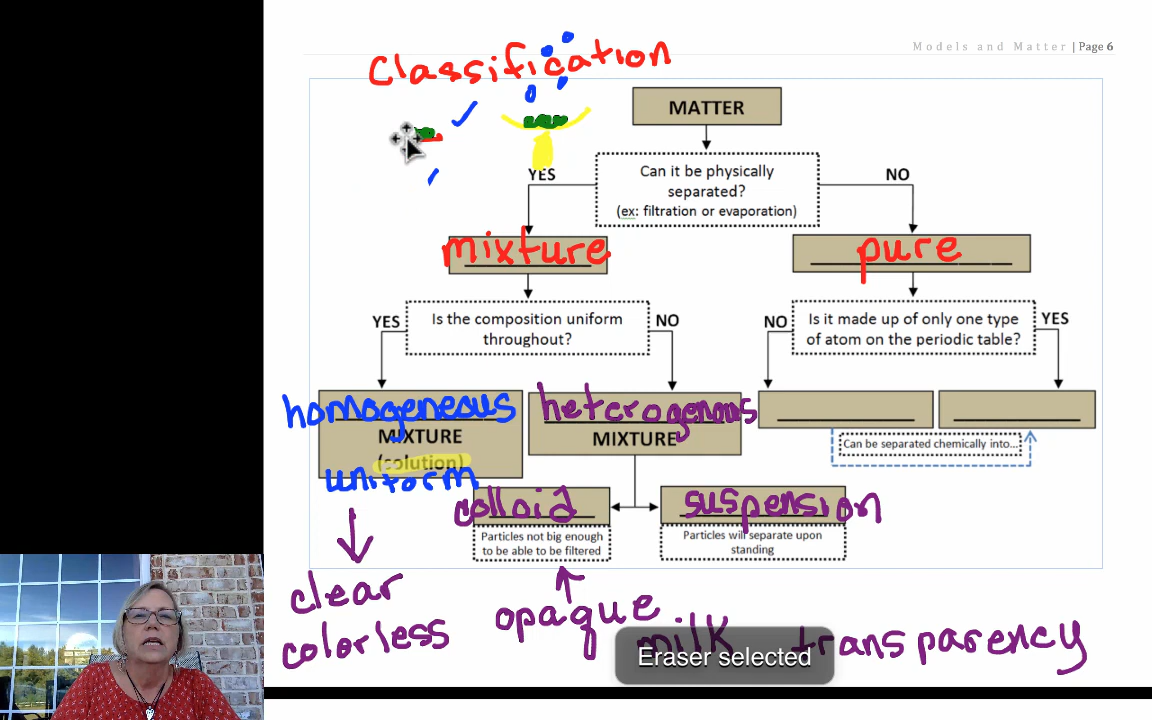 Models and Matter | Page 6
Classification
MATTER
Can it be physically
separated?
(ex: filtration or evaporation)
YES
NO
mixture
pure
Is the composition uniform
throughout?
YES
NO
Is it made up of only one type
of atom on the periodic table?
NO
YES
homogeneous
MIXTURE
(solution)
uniform
heterogenous
MIXTURE
Can be separated chemically into...
colloid
suspension
Particles not big enough
to be able to be filtered
Particles will separate upon
standing
clear
colorless
opaque
milk
transparency
Eraser selected